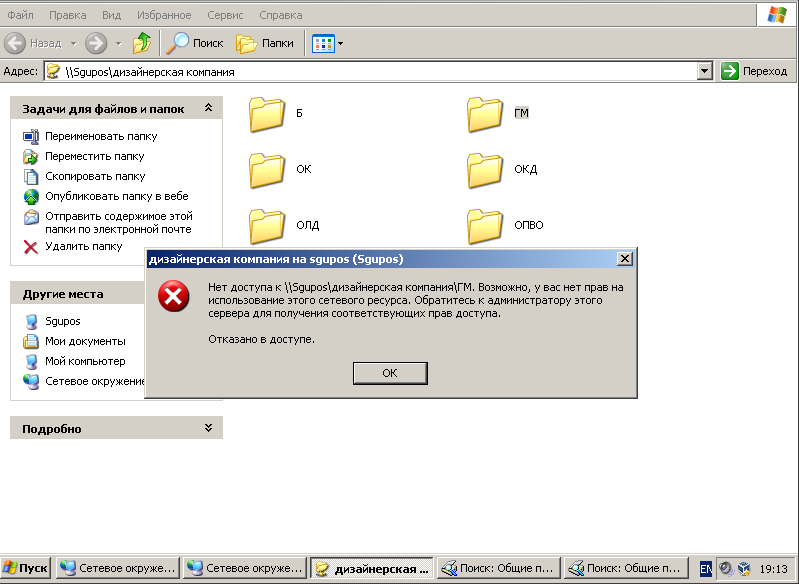 Файл Правка Вид Избранное Сервис Справка
Назад Поиск Папки
Адрес: \\Sgupos\дизайнерская компания Переход
Задачи для файлов и папок
Переименовать папку
Переместить папку
Скопировать папку
Опубликовать папку в вебе
Отправить содержимое этой
папки по электронной почте
Удалить папку
Другие места
Sgupos
Мои документы
Мой компьютер
Сетевое окружение
Подробно
Б ГМ
ОК ОКД
ОЛД ОПВО
дизайнерская компания на sgupos (Sgupos)
Нет доступа к \\Sgupos\дизайнерская компания\ГМ. Возможно, у вас нет прав на
использование этого сетевого ресурса. Обратитесь к администратору этого
сервера для получения соответствующих прав доступа.
Отказано в доступе.
ОК
Пуск Сетевое окруже... Сетевое окруже... дизайнерская ... Поиск: Общие п... Поиск: Общие п... EN 19:13